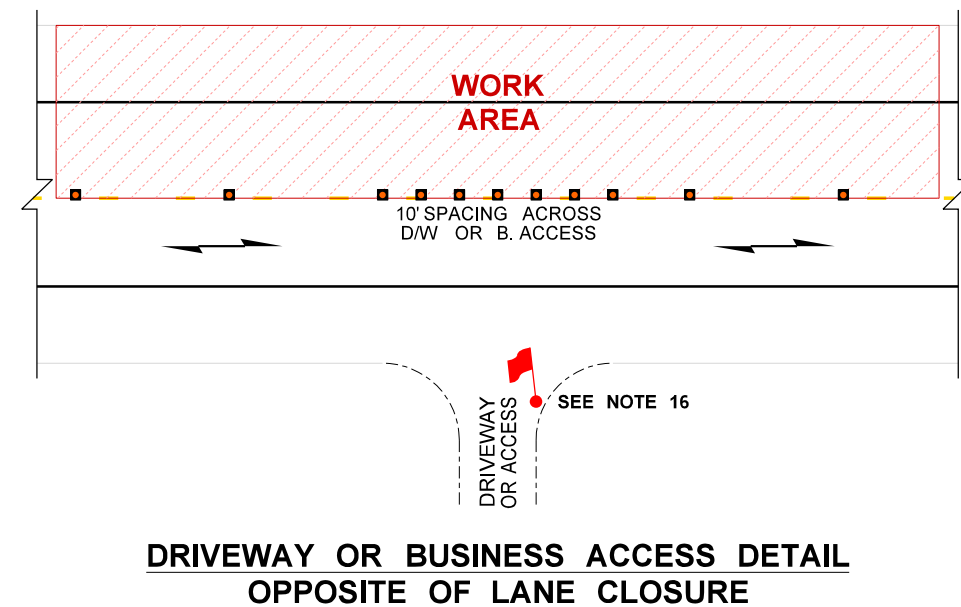 WORK
AREA
10' SPACING ACROSS
D/W OR B. ACCESS
SEE NOTE 16
DRIVEWAY
OR ACCESS
DRIVEWAY OR BUSINESS ACCESS DETAIL
OPPOSITE OF LANE CLOSURE